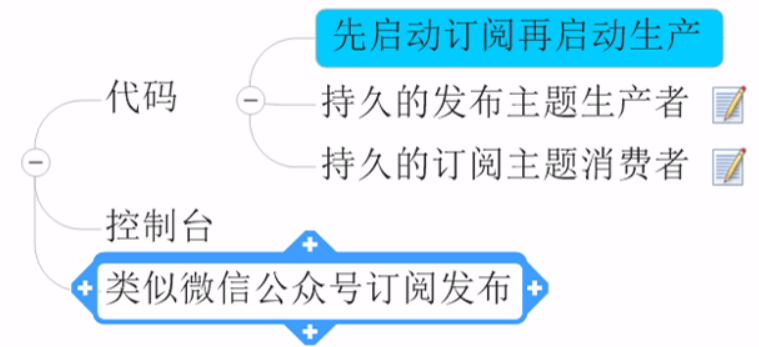 先启动订阅再启动生产
代码
持久的发布主题生产者
持久的订阅主题消费者
控制台
类似微信公众号订阅发布